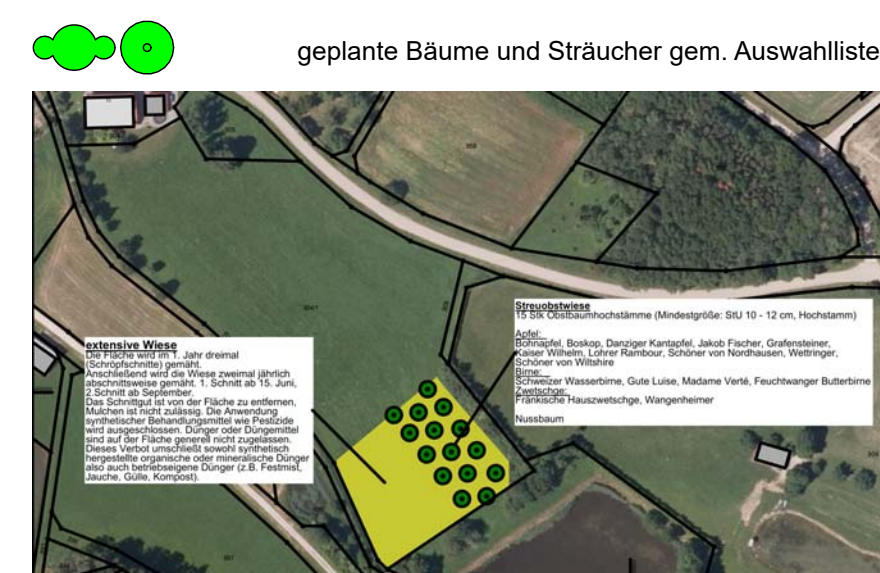 geplante Bäume und Sträucher gem. Auswahlliste
Streuobstwiese
15 Stk Obstbaumhochstämme (Mindestgröße: StU 10 - 12 cm, Hochstamm)
Apfel:
Bohnapfel, Boskop, Danziger Kantapfel, Jakob Fischer, Grafensteiner,
Kaiser Wilhelm, Lohrer Rambour, Schöner von Nordhausen, Wettringer,
Schöner von Wiltshire
Birne:
Schweizer Wasserbirne, Gute Luise, Madame Verté, Feuchtwanger Butterbirne
Zwetschge:
Fränkische Hauszwetschge, Wangenheimer
Nussbaum
extensive Wiese
Die Fläche wird im 1. Jahr dreimal
(Schröpfschnitte) gemäht.
Anschließend wird die Wiese zweimal jährlich
abschnittsweise gemäht. 1. Schnitt ab 15. Juni,
2.Schnitt ab September.
Das Schnittgut ist von der Fläche zu entfernen,
Mulchen ist nicht zulässig. Die Anwendung
synthetischer Behandlungsmittel wie Pestizide
wird ausgeschlossen. Dünger oder Düngemittel
sind auf der Fläche generell nicht zugelassen.
Dieses Verbot umschließt sowohl synthetisch
hergestellte organische oder mineralische Dünger
also auch betriebseigene Dünger (z.B. Festmist,
Jauche, Gülle, Kompost).